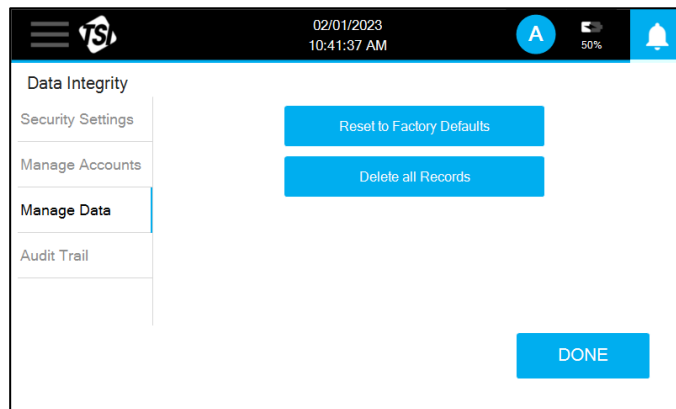 TSI
02/01/2023
10:41:37 AM
A
50%
Data Integrity
Security Settings
Manage Accounts
Manage Data
Audit Trail
Reset to Factory Defaults
Delete all Records
DONE